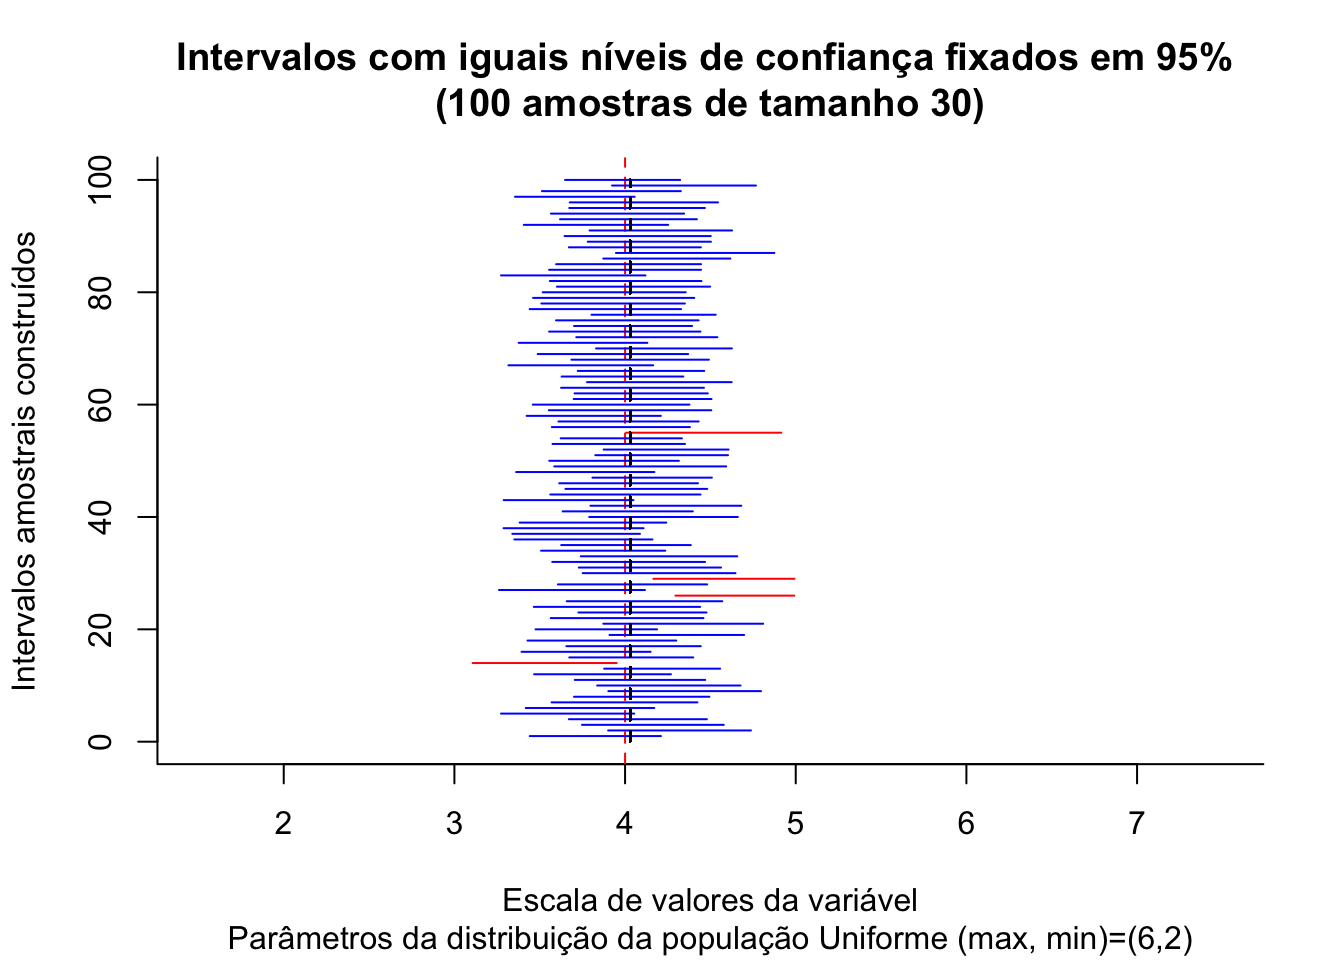 Intervalos com iguais níveis de confiança fixados em 95%
(100 amostras de tamanho 30)
Intervalos amostrais construídos
100
80
60
40
20
0
2 3 4 5 6 7
Escala de valores da variável
Parâmetros da distribuição da população Uniforme (max, min)=(6,2)